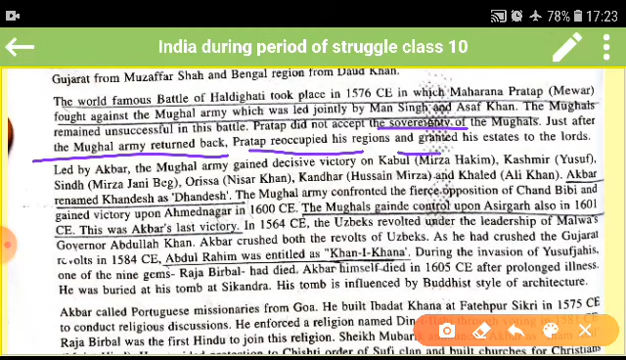 78% 17:23
India during period of struggle class 10
Gujarat from Muzaffar Shah and Bengal region from Daud Khan.
The world famous Battle of Haldighati took place in 1576 CE in which Maharana Pratap (Mewar)
fought against the Mughal army which was led jointly by Man Singh and Asaf Khan. The Mughals
remained unsuccessful in this battle. Pratap did not accept the sovereignty of the Mughals. Just after
the Mughal army returned back, Pratap reoccupied his regions and granted his estates to the lords.
Led by Akbar, the Mughal army gained decisive victory on Kabul (Mirza Hakim), Kashmir (Yusuf),
Sindh (Mirza Jani Beg), Orissa (Nisar Khan), Kandhar (Hussain Mirza) and Khaled (Ali Khan). Akbar
renamed Khandesh as 'Dhandesh'. The Mughal army confronted the fierce opposition of Chand Bibi and
gained victory upon Ahmednagar in 1600 CE. The Mughals gainde control upon Asirgarh also in 1601
CE. This was Akbar's last victory. In 1564 CE, the Uzbeks revolted under the leadership of Malwa's
Governor Abdullah Khan. Akbar crushed both the revolts of Uzbeks. As he had crushed the Gujarat
revolts in 1584 CE, Abdul Rahim was entitled as "Khan-I-Khana'. During the invasion of Yusufjahis,
one of the nine gems- Raja Birbal- had died. Akbar himself died in 1605 CE after prolonged illness.
He was buried at his tomb at Sikandra. His tomb is influenced by Buddhist style of architecture.
Akbar called Portuguese missionaries from Goa. He built Ibadat Khana at Fatehpur Sikri in 1575 CE
to conduct religious discussions. He enforced a religion named Din
Raja Birbal was the first Hindu to join this religion. Sheikh Mubar
Chishti order of Sufi clan and built churches for Christian